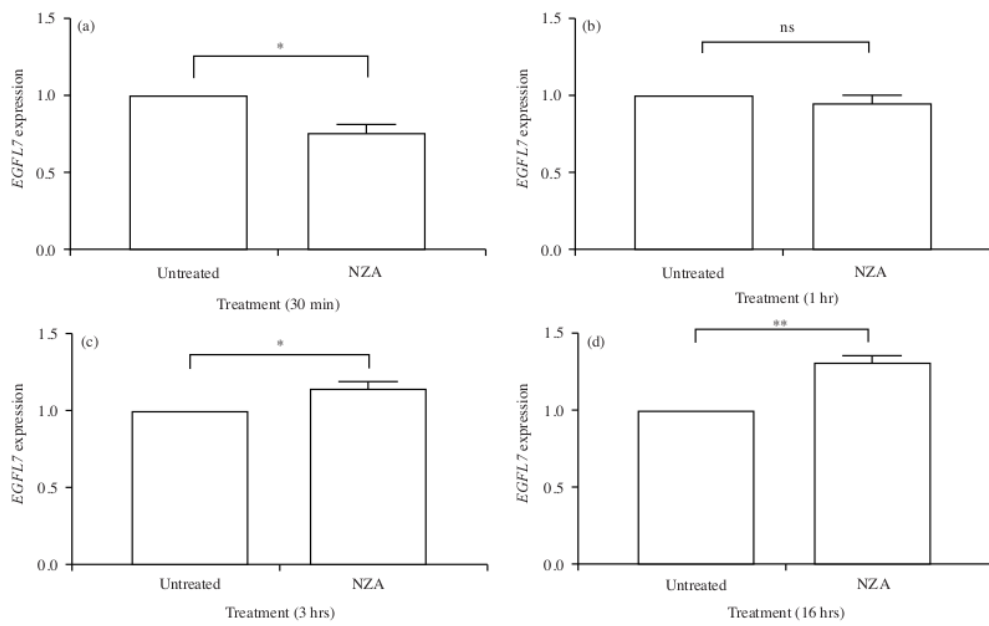 (a)
*
1.5
1.0
0.5
0.0
EGFL7 expression
Untreated
NZA
Treatment (30 min)
(b)
ns
1.5
1.0
0.5
0.0
EGFL7 expression
Untreated
NZA
Treatment (1 hr)
(c)
*
1.5
1.0
0.5
0.0
EGFL7 expression
Untreated
NZA
Treatment (3 hrs)
(d)
**
1.5
1.0
0.5
0.0
EGFL7 expression
Untreated
NZA
Treatment (16 hrs)